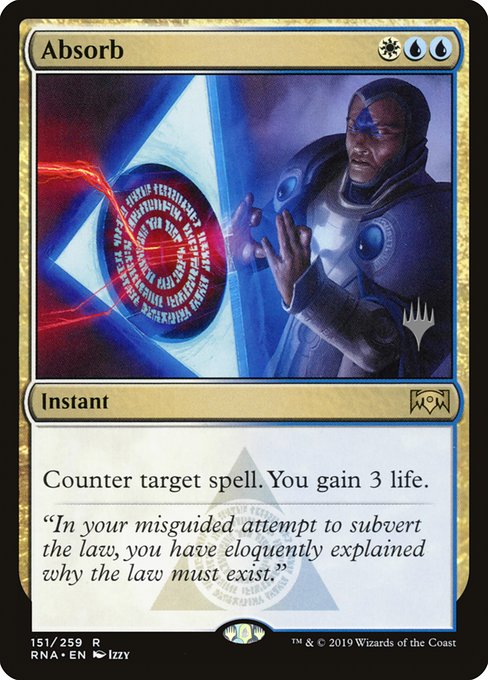 Absorb
Instant
Counter target spell. You gain 3 life.
“In your misguided attempt to subvert
the law, you have eloquently explained
why the law must exist.”
151/259 R
RNA • EN Izzy
™ & © 2019 Wizards of the Coast